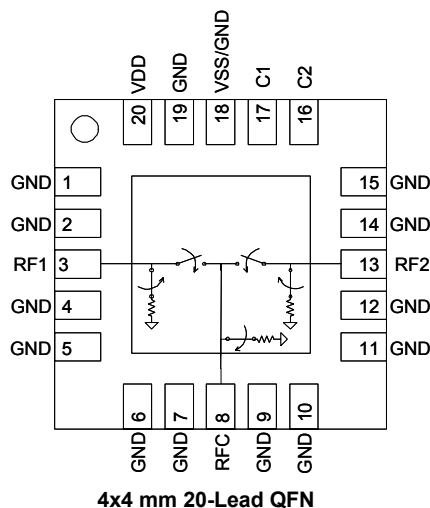 VDD
GND
VSS/GND
C1
C2
20
19
18
17
16
GND 1
15 GND
GND 2
14 GND
RF1 3
13 RF2
GND 4
12 GND
GND 5
11 GND
6
7
8
9
10
GND
GND
RFC
GND
GND
4x4 mm 20-Lead QFN